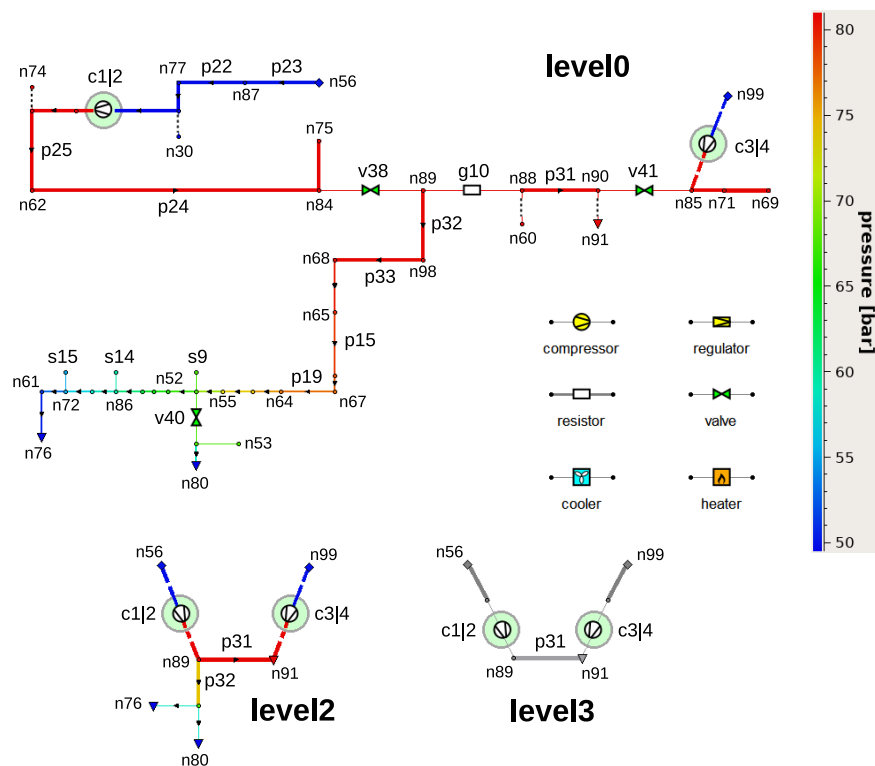 level0
n74
c1|2
n77
p22
p23
n56
n87
n99
80
n30
n75
c3|4
p25
75
v38
n89
g10
n88
p31
n90
v41
n62
p24
n84
n85
n71
n69
p32
n60
n91
70
n68
p33
n98
pressure [bar]
n65
65
p15
compressor
regulator
s15
s14
s9
p19
n61
n52
60
n72
n86
n55
n64
n67
v40
resistor
valve
n76
n53
55
n80
cooler
heater
50
n56
n99
n56
n99
c1|2
c3|4
c1|2
c3|4
p31
p31
n89
n91
n89
n91
p32
n76
level2
level3
n80